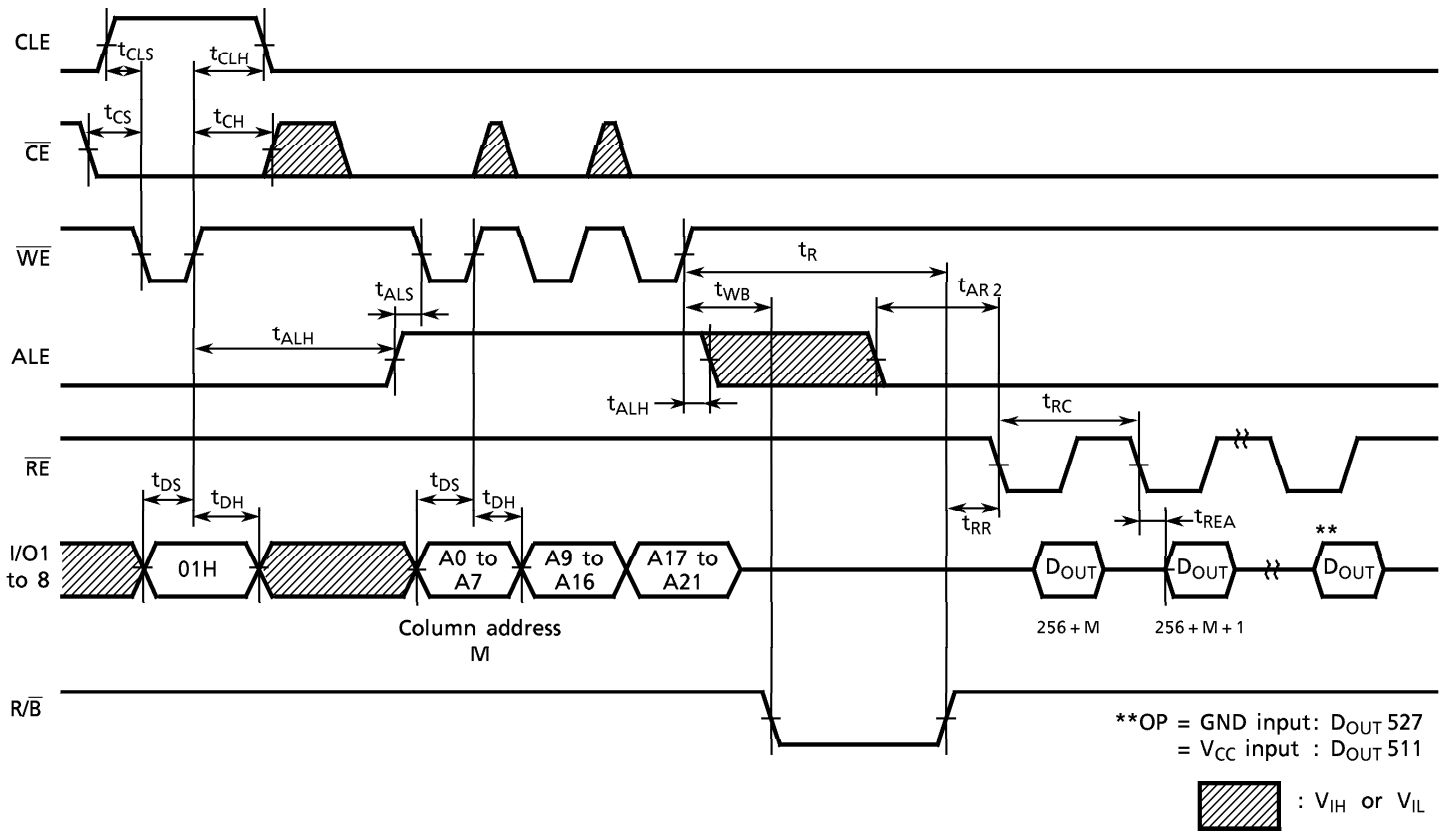 CLE
tCLS
tCLH
CE
tCS
tCH
WE
tR
tALS
tWB
tAR2
ALE
tALH
tALH
tRC
RE
tDS
tDH
tDS
tDH
tRR
tREA
**
I/O1
to 8
01H
A0 to
A7
A9 to
A16
A17 to
A21
DOUT
DOUT
DOUT
Column address
M
256 + M
256 + M + 1
R/B
**OP = GND input: DOUT 527
= VCC input : DOUT 511
: VIH or VIL